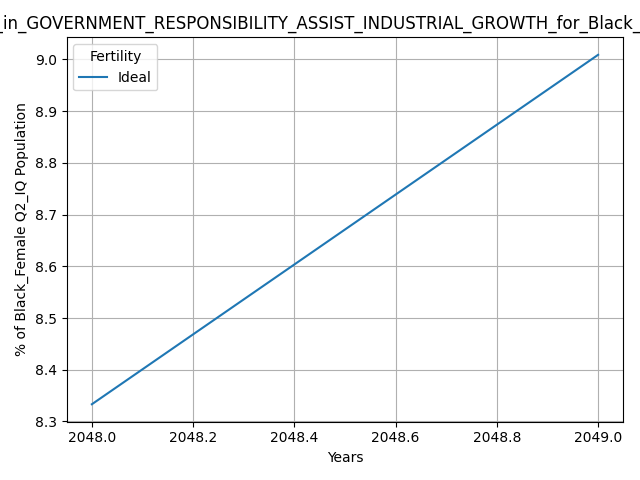 _in_GOVERNMENT_RESPONSIBILITY_ASSIST_INDUSTRIAL_GROWTH_for_Black_
Fertility
Ideal
% of Black_Female Q2_IQ Population
9.0
8.9
8.8
8.7
8.6
8.5
8.4
8.3
2048.0 2048.2 2048.4 2048.6 2048.8 2049.0
Years